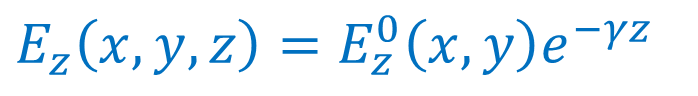 E_z(x, y, z) = E_z^0(x, y)e^{-γz}